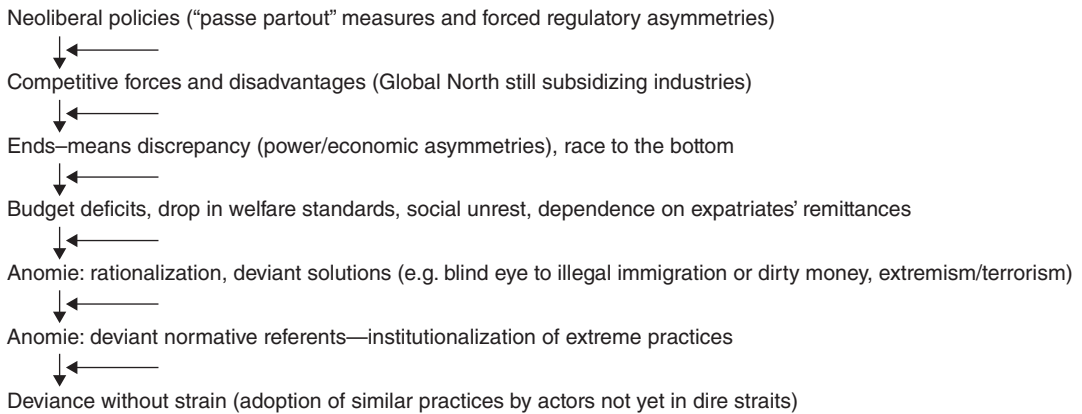 Neoliberal policies (“passe partout” measures and forced regulatory asymmetries)
Competitive forces and disadvantages (Global North still subsidizing industries)
Ends–means discrepancy (power/economic asymmetries), race to the bottom
Budget deficits, drop in welfare standards, social unrest, dependence on expatriates’ remittances
Anomie: rationalization, deviant solutions (e.g. blind eye to illegal immigration or dirty money, extremism/terrorism)
Anomie: deviant normative referents—institutionalization of extreme practices
Deviance without strain (adoption of similar practices by actors not yet in dire straits)